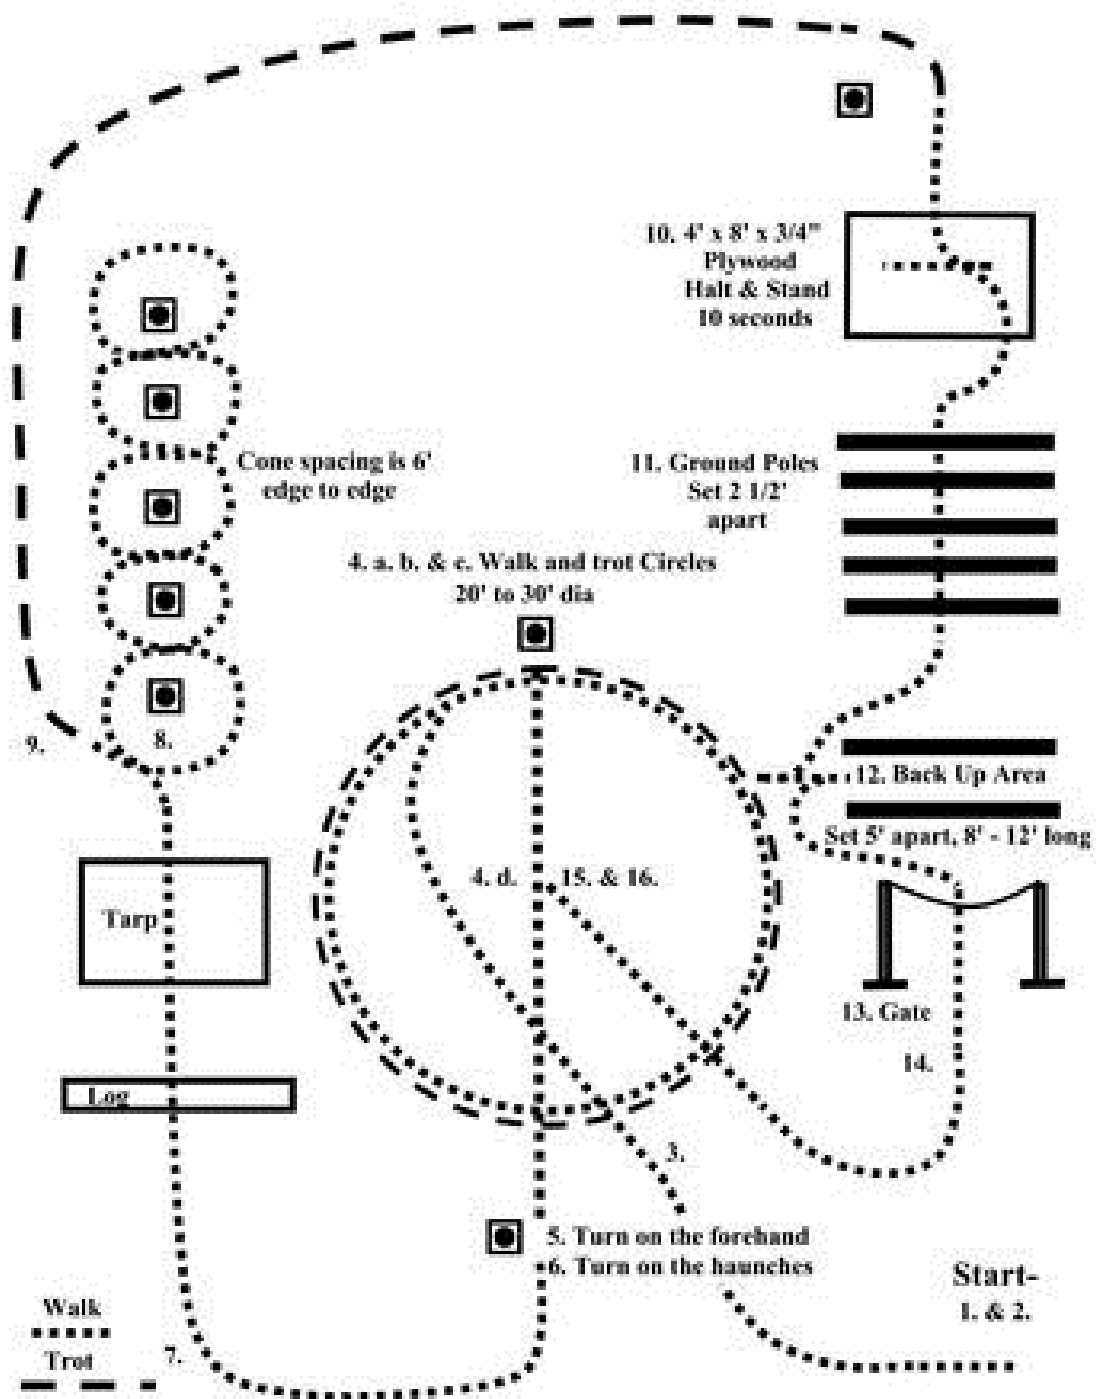 10. 4' x 8' x 3/4"
Plywood
Halt & Stand
10 seconds
Cone spacing is 6'
edge to edge
11. Ground Poles
Set 2 1/2'
apart
4. a. b. & c. Walk and trot Circles
20' to 30' dia
9.
8.
12. Back Up Area
Set 5' apart, 8' - 12' long
4. d.
15. & 16.
Tarp
13. Gate
14.
Log
3.
5. Turn on the forehand
6. Turn on the haunches
Start-
1. & 2.
Walk
Trot
7.